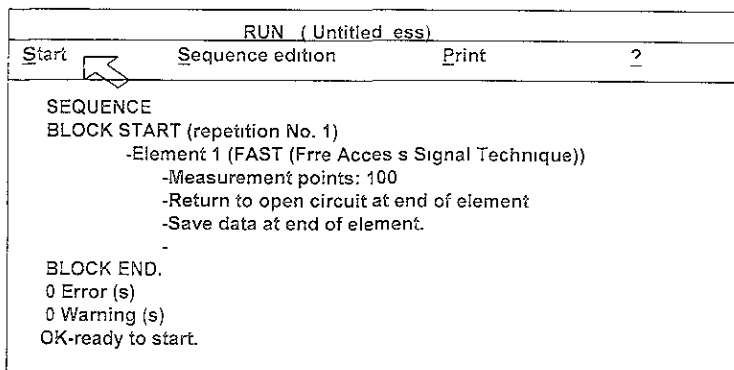 RUN ( Untitled ess)
Start Sequence edition Print ?
SEQUENCE
BLOCK START (repetition No. 1)
-Element 1 (FAST (Frre Acces s Signal Technique))
-Measurement points: 100
-Return to open circuit at end of element
-Save data at end of element.
-
BLOCK END.
0 Error (s)
0 Warning (s)
OK-ready to start.